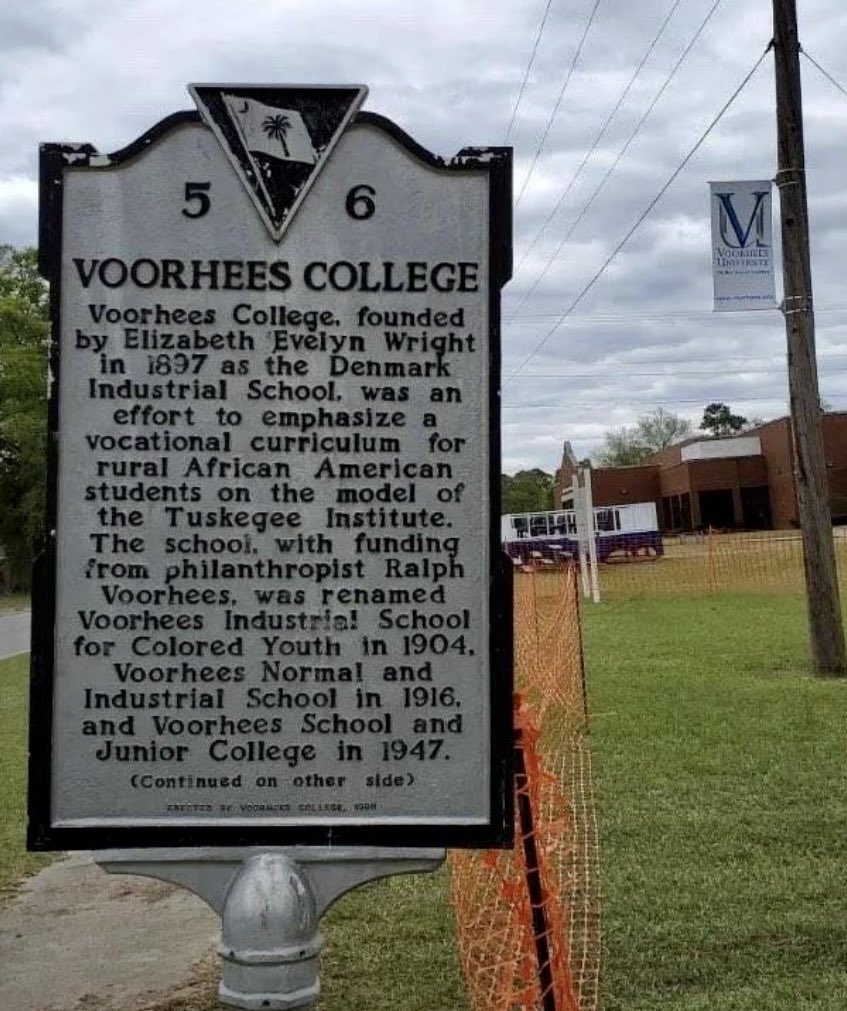 5 6
VOORHEES COLLEGE
Voorhees College, founded
by Elizabeth Evelyn Wright
in 1897 as the Denmark
Industrial School, was an
effort to emphasize a
vocational curriculum for
rural African American
students on the model of
the Tuskegee Institute.
The school, with funding
from philanthropist Ralph
Voorhees, was renamed
Voorhees Industrial School
for Colored Youth in 1904,
Voorhees Normal and
Industrial School in 1916,
and Voorhees School and
Junior College in 1947.
(Continued on other side)
ERECTED BY VOORHEES COLLEGE, 1998
VU
VOORHEES
UNIVERSITY